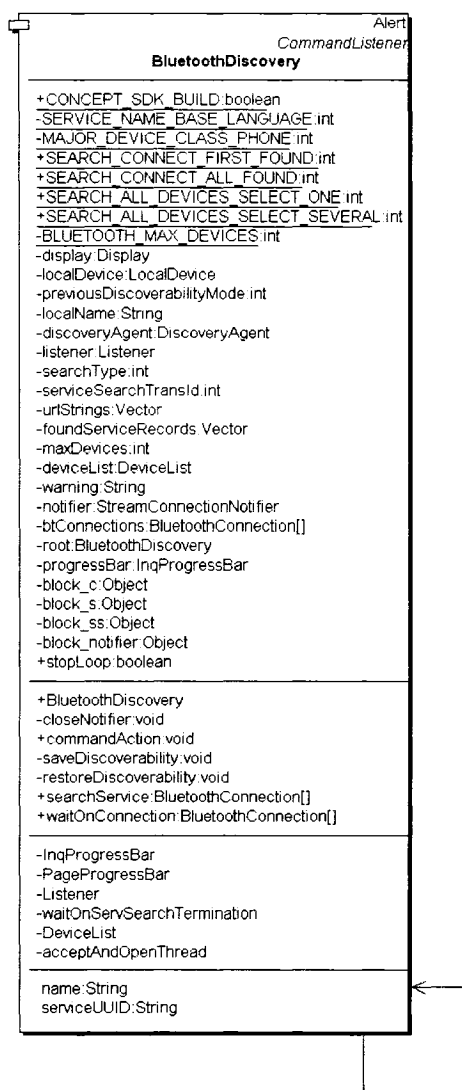 Alert
CommandListener
BluetoothDiscovery
+CONCEPT_SDK_BUILD:boolean
-SERVICE_NAME_BASE_LANGUAGE:int
-MAJOR_DEVICE_CLASS_PHONE:int
+SEARCH_CONNECT_FIRST_FOUND:int
+SEARCH_CONNECT_ALL_FOUND:int
+SEARCH_ALL_DEVICES_SELECT_ONE:int
+SEARCH_ALL_DEVICES_SELECT_SEVERAL:int
-BLUETOOTH_MAX_DEVICES:int
-display:Display
-localDevice:LocalDevice
-previousDiscoverabilityMode:int
-localName:String
-discoveryAgent:DiscoveryAgent
-listener:Listener
-searchType:int
-serviceSearchTransId:int
-urlStrings:Vector
-foundServiceRecords:Vector
-maxDevices:int
-deviceList:DeviceList
-warning:String
-notifier:StreamConnectionNotifier
-btConnections:BluetoothConnection[]
-root:BluetoothDiscovery
-progressBar:InqProgressBar
-block_c:Object
-block_s:Object
-block_ss:Object
-block_notifier:Object
+stopLoop:boolean
+BluetoothDiscovery
-closeNotifier:void
+commandAction:void
-saveDiscoverability:void
-restoreDiscoverability:void
+searchService:BluetoothConnection[]
+waitOnConnection:BluetoothConnection[]
-InqProgressBar
-PageProgressBar
-Listener
-waitOnServSearchTermination
-DeviceList
-acceptAndOpenThread
name:String
serviceUUID:String